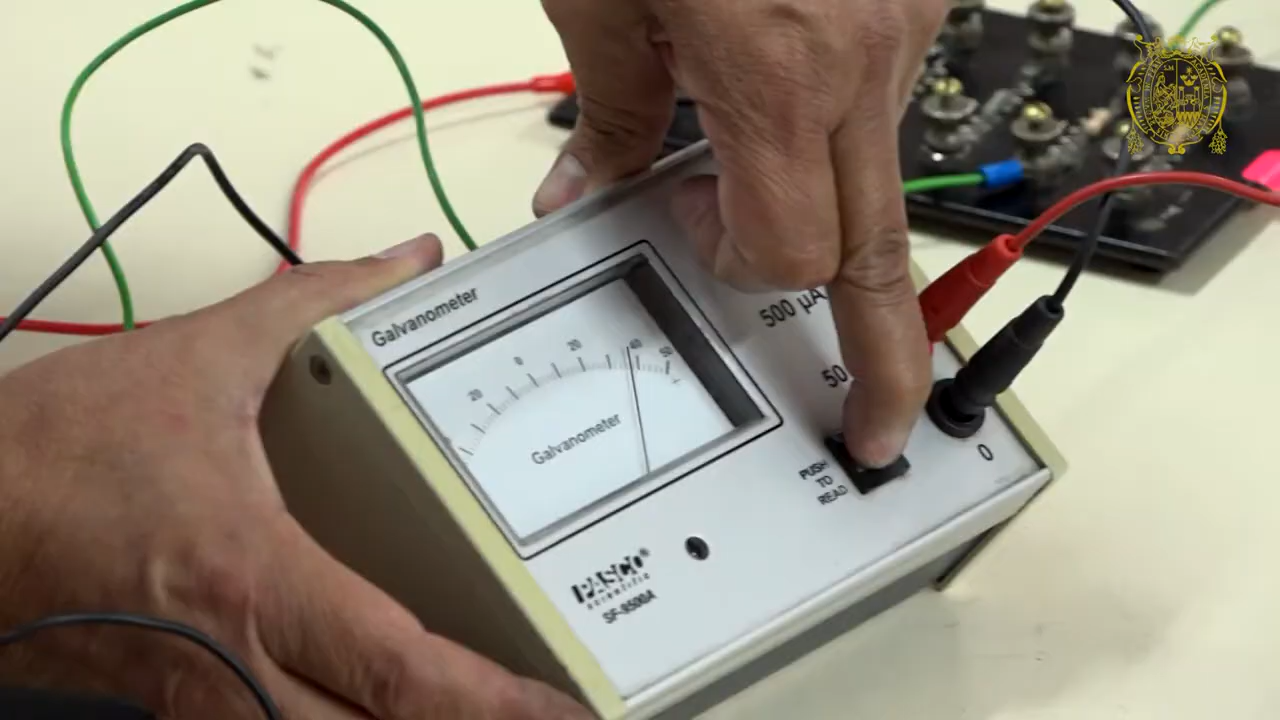 Galvanometer
500 µA
50
20 0 20 40 50
Galvanometer
PUSH
TO
READ
0
PASCO®
scientific
SF-9500A